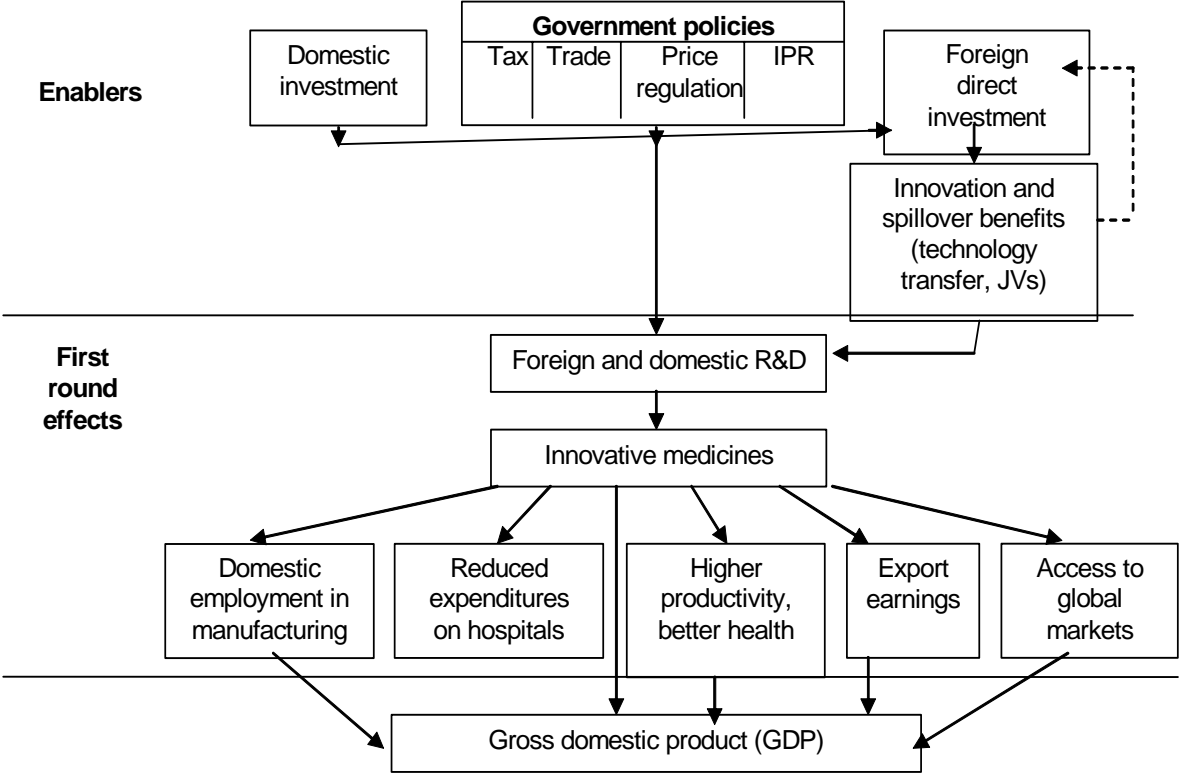 Enablers
Domestic
investment
Government policies
Tax Trade Price IPR
regulation
Foreign
direct
investment
Innovation and
spillover benefits
(technology
transfer, JVs)
First
round
effects
Foreign and domestic R&D
Innovative medicines
Domestic
employment in
manufacturing
Reduced
expenditures
on hospitals
Higher
productivity,
better health
Export
earnings
Access to
global
markets
Gross domestic product (GDP)